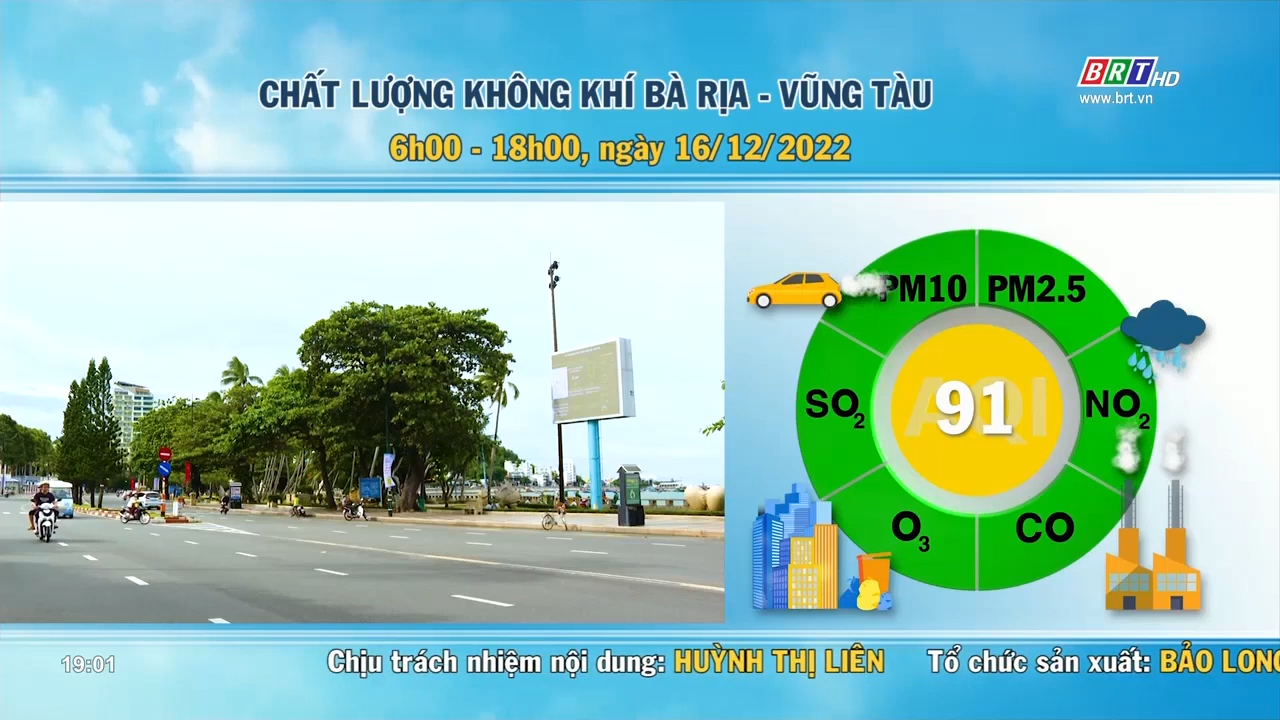 CHẤT LƯỢNG KHÔNG KHÍ BÀ RỊA - VŨNG TÀU
6h00 - 18h00, ngày 16/12/2022
BRT HD
www.brt.vn
PM10
PM2.5
SO2
NO2
AQI
91
O3
CO
19:01
Chịu trách nhiệm nội dung: HUỲNH THỊ LIÊN Tổ chức sản xuất: BẢO LONG